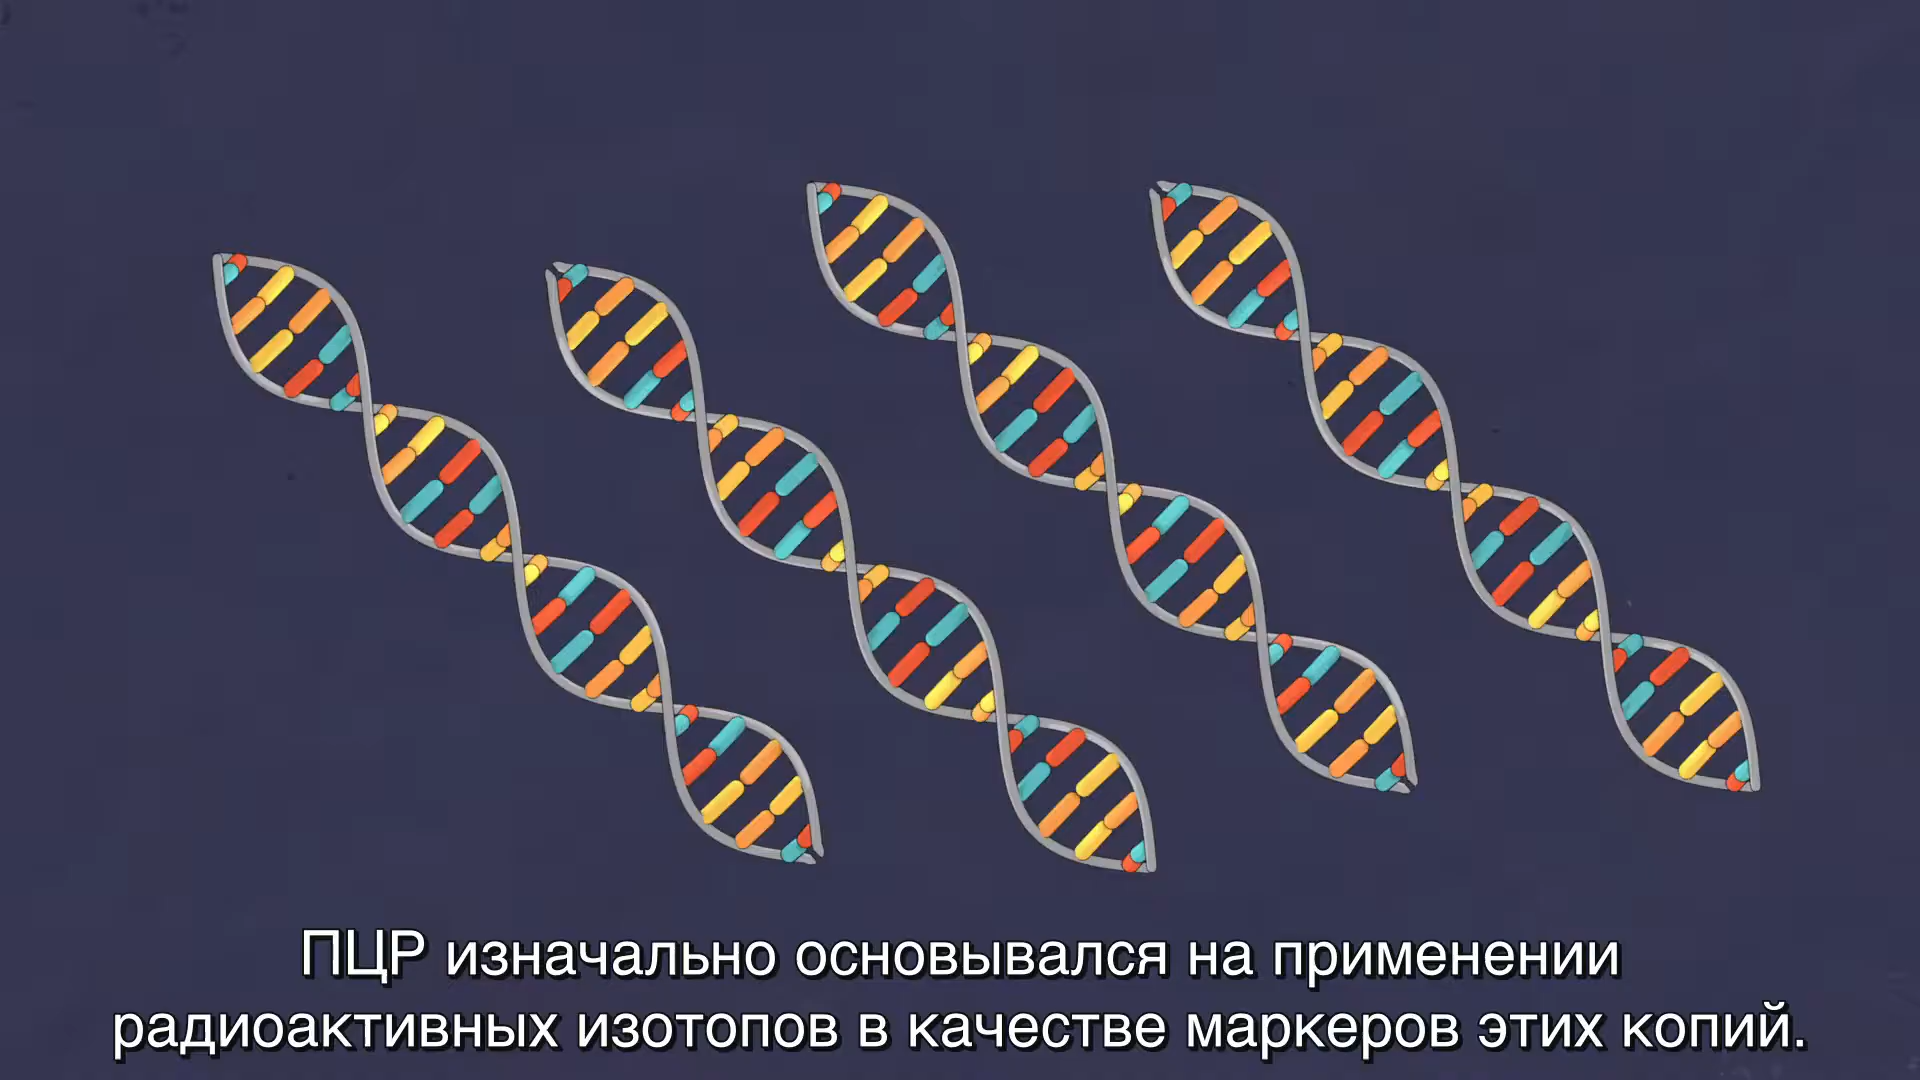 ПЦР изначально основывался на применении
радиоактивных изотопов в качестве маркеров этих копий.